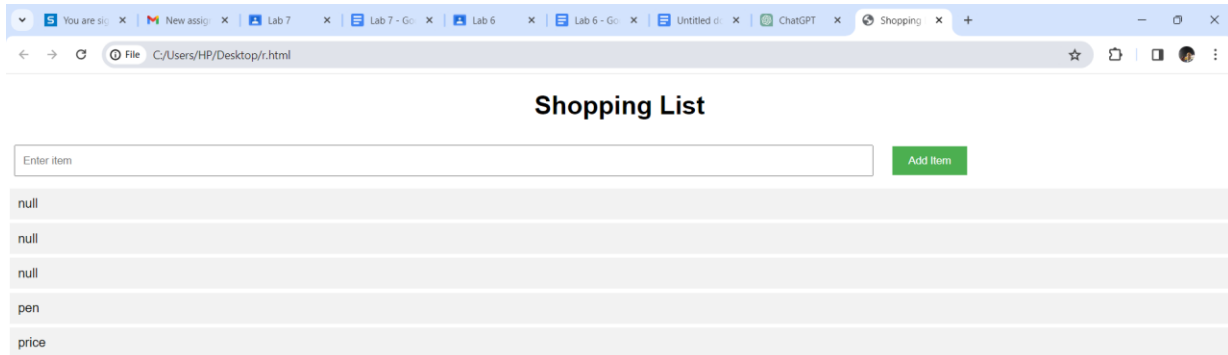 You are sig
New assig
Lab 7
Lab 7 - Go
Lab 6
Lab 6 - Go
Untitled d
ChatGPT
Shopping
File C:/Users/HP/Desktop/r.html
Shopping List
Enter item
Add Item
null
null
null
pen
price